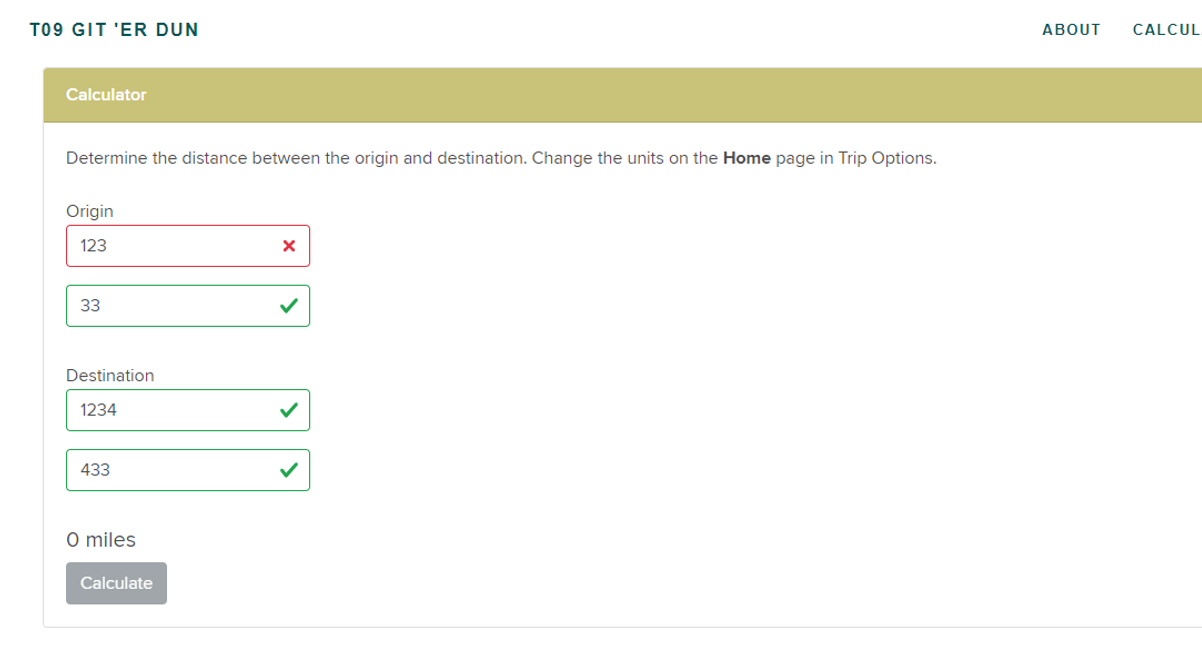 T09 GIT 'ER DUN
ABOUT CALCUL
Calculator
Determine the distance between the origin and destination. Change the units on the Home page in Trip Options.
Origin
123
33
Destination
1234
433
0 miles
Calculate